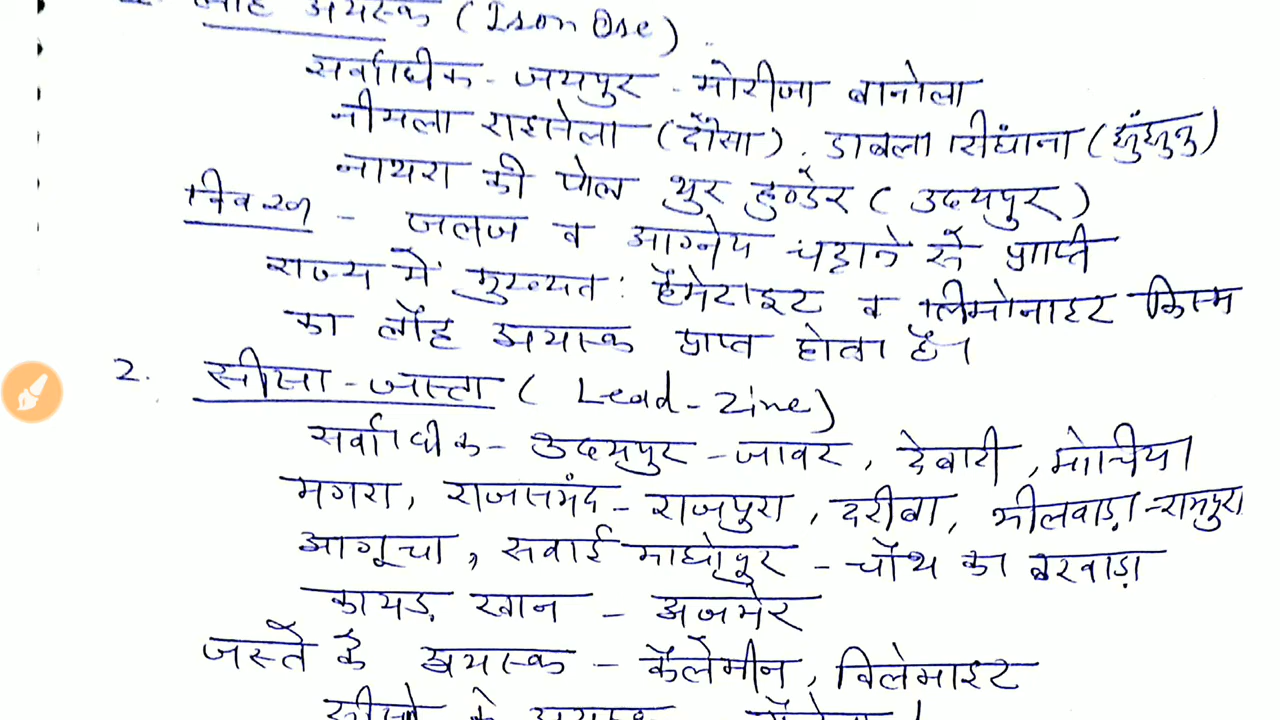 लौह अयस्क (Iron Ore)
सर्वाधिक - जयपुर - मोरीजा बानोला
नीमला राइसेला (दौसा), डाबला सिंघाना (झुंझुनु)
नाथरा की पोल थुर हुण्डेर (उदयपुर)
विवरण - जलज व आग्नेय चट्टानो से प्राप्ति
राज्य में मुख्यत: हेमेटाइट व लिमोनाइट किस्म
का लौह अयस्क प्राप्त होता है।
2. सीसा - जस्ता (Lead - Zinc)
सर्वाधिक - उदयपुर - जावर, देबारी, मोचिया
मगरा, राजसमंद - राजपुरा, दरीबा, भीलवाड़ा - रामपुरा
आगूचा, सवाई माधोपुर - चौथ का बरवाड़ा
कायड़ खान - अजमेर
जस्ते के अयस्क - कैलेमीन, विलेमाइट
सीसे के अयस्क